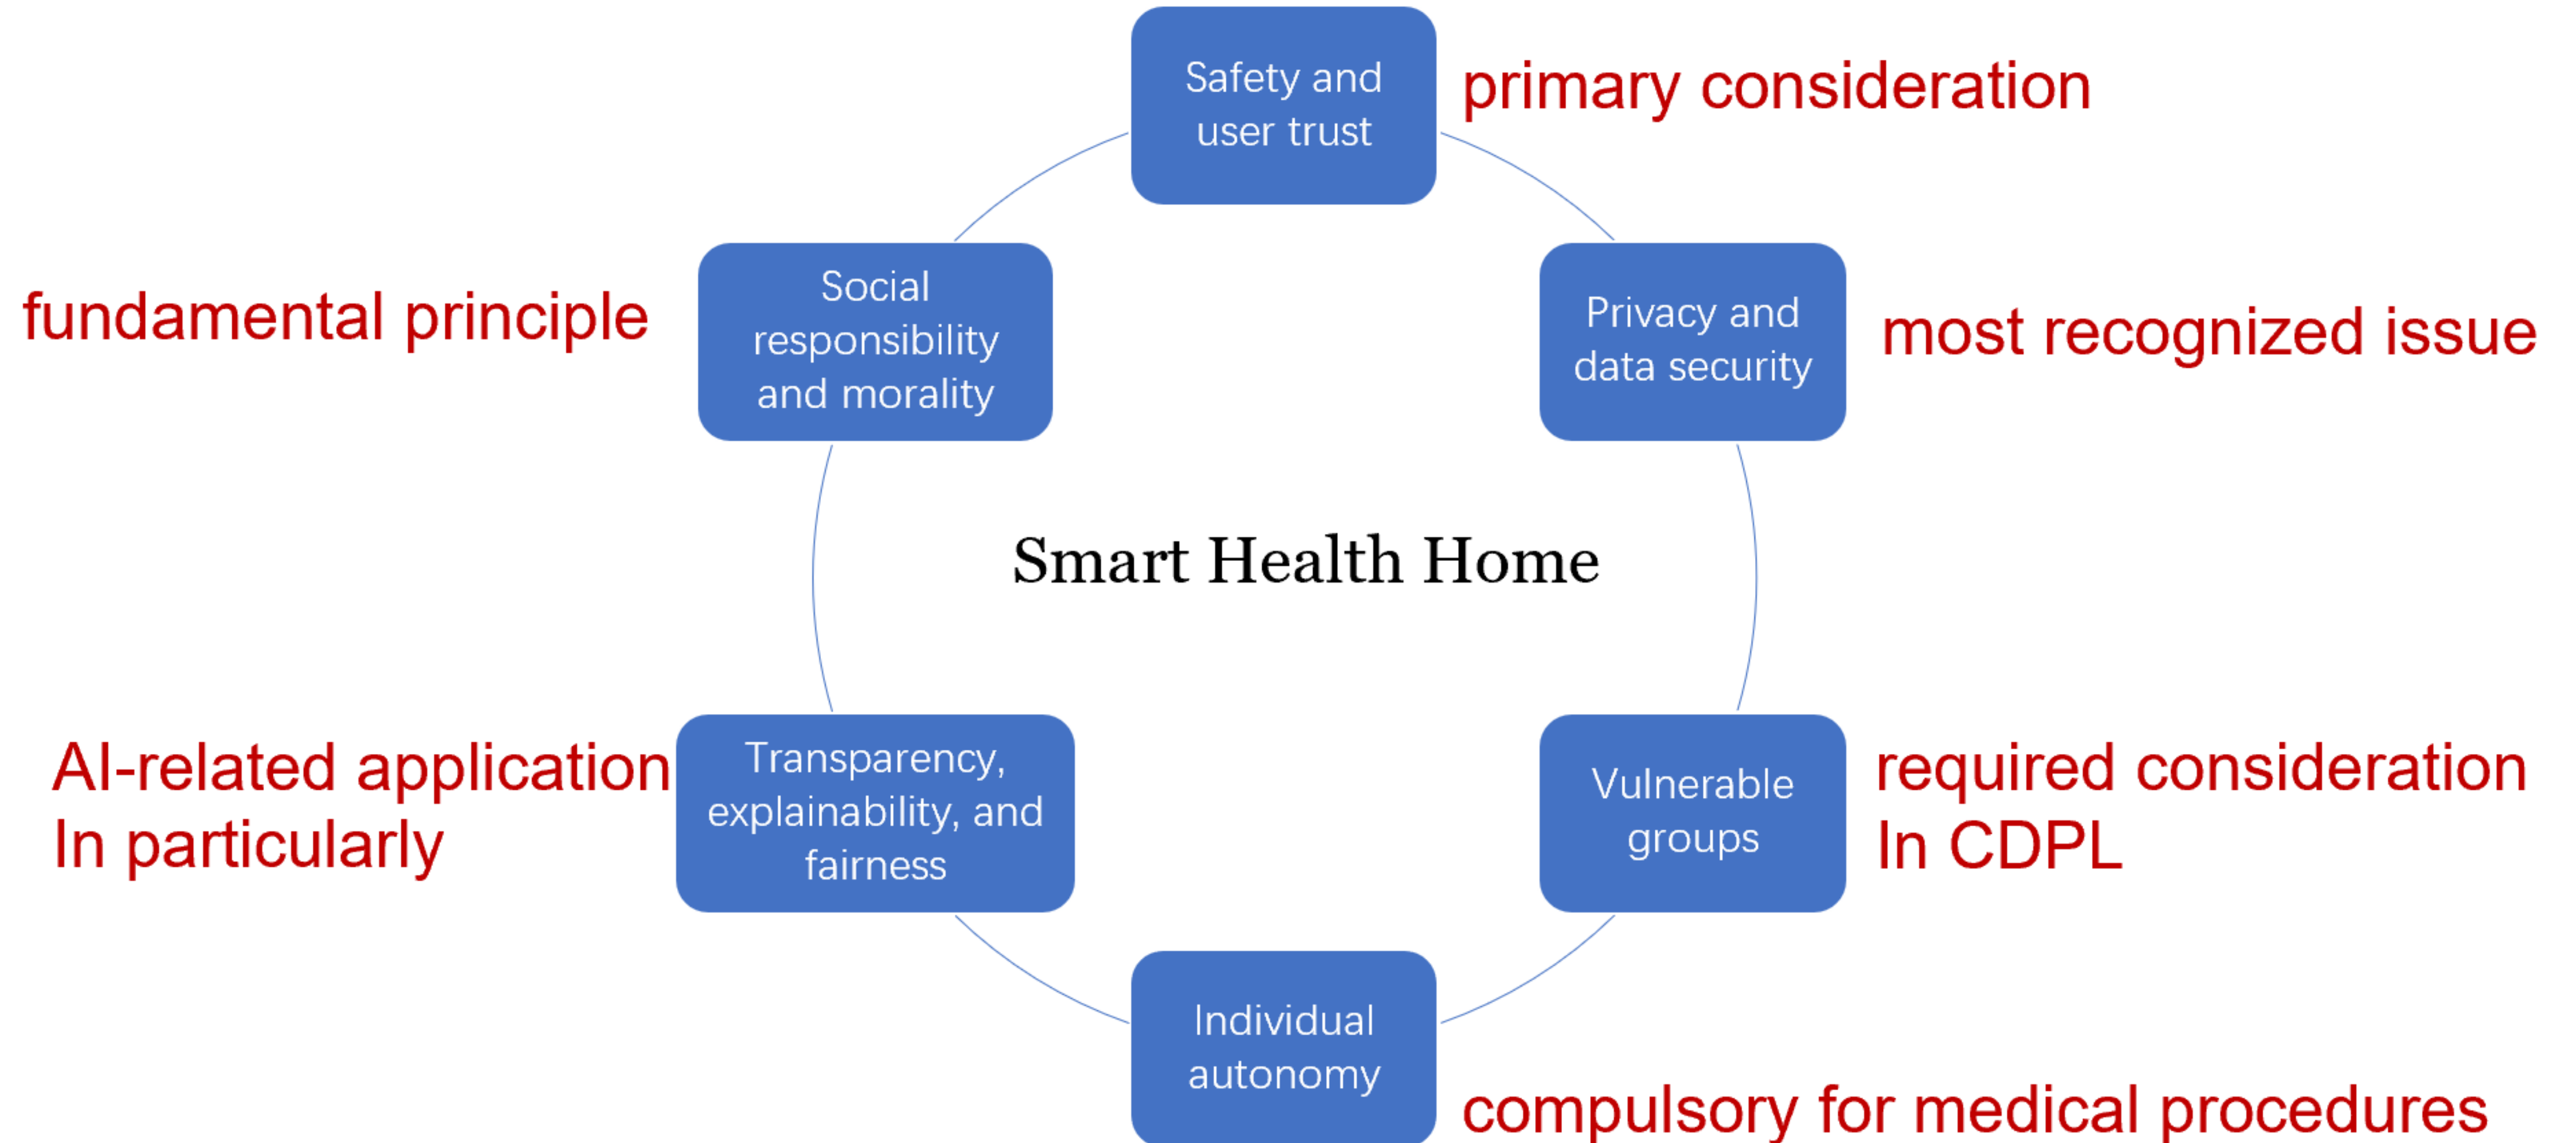 Safety and
user trust
primary consideration
Social
responsibility
and morality
fundamental principle
Privacy and
data security
most recognized issue
Smart Health Home
AI-related application
In particularly
Transparency,
explainability, and
fairness
Vulnerable
groups
required consideration
In CDPL
Individual
autonomy
compulsory for medical procedures